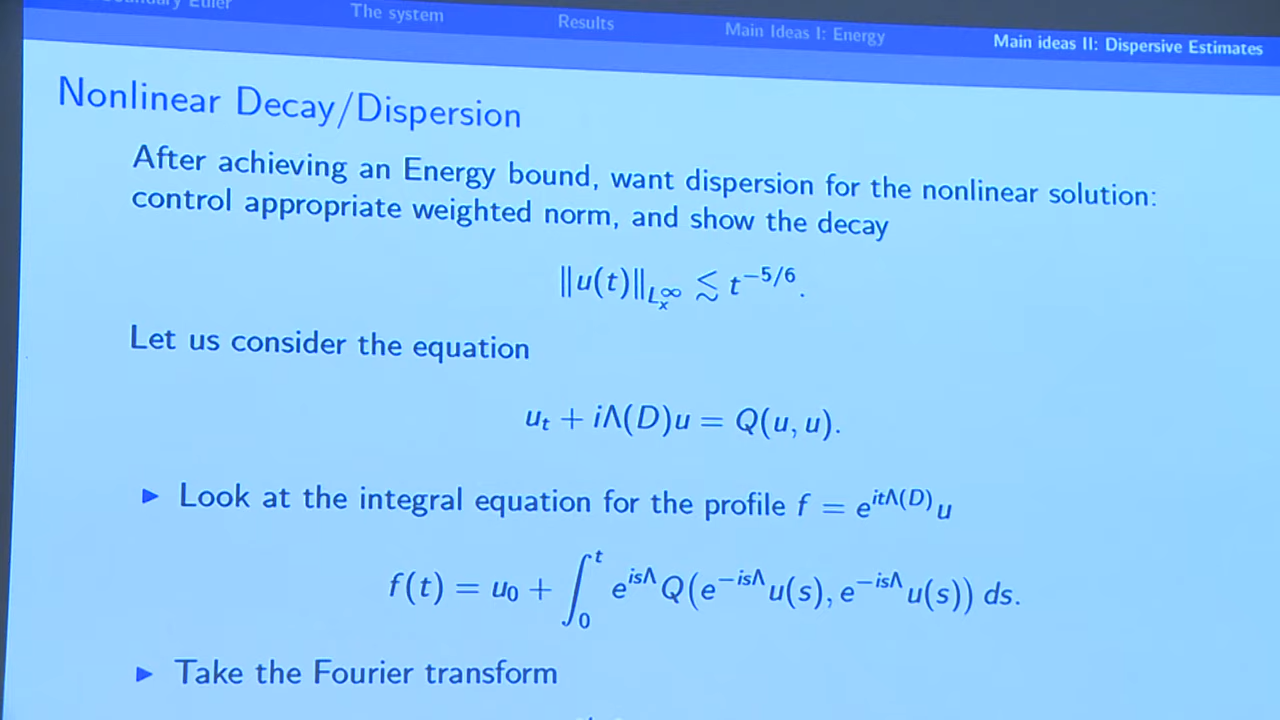 Euler The system Results Main Ideas I: Energy Main ideas II: Dispersive Estimates
Nonlinear Decay/Dispersion
After achieving an Energy bound, want dispersion for the nonlinear solution:
control appropriate weighted norm, and show the decay
‖u(t)‖_{L^∞_x} ≲ t^{−5/6}.
Let us consider the equation
u_t + iΛ(D)u = Q(u, u).
▶ Look at the integral equation for the profile f = e^{itΛ(D)}u
f(t) = u_0 + ∫_0^t e^{isΛ}Q(e^{−isΛ}u(s), e^{−isΛ}u(s)) ds.
▶ Take the Fourier transform